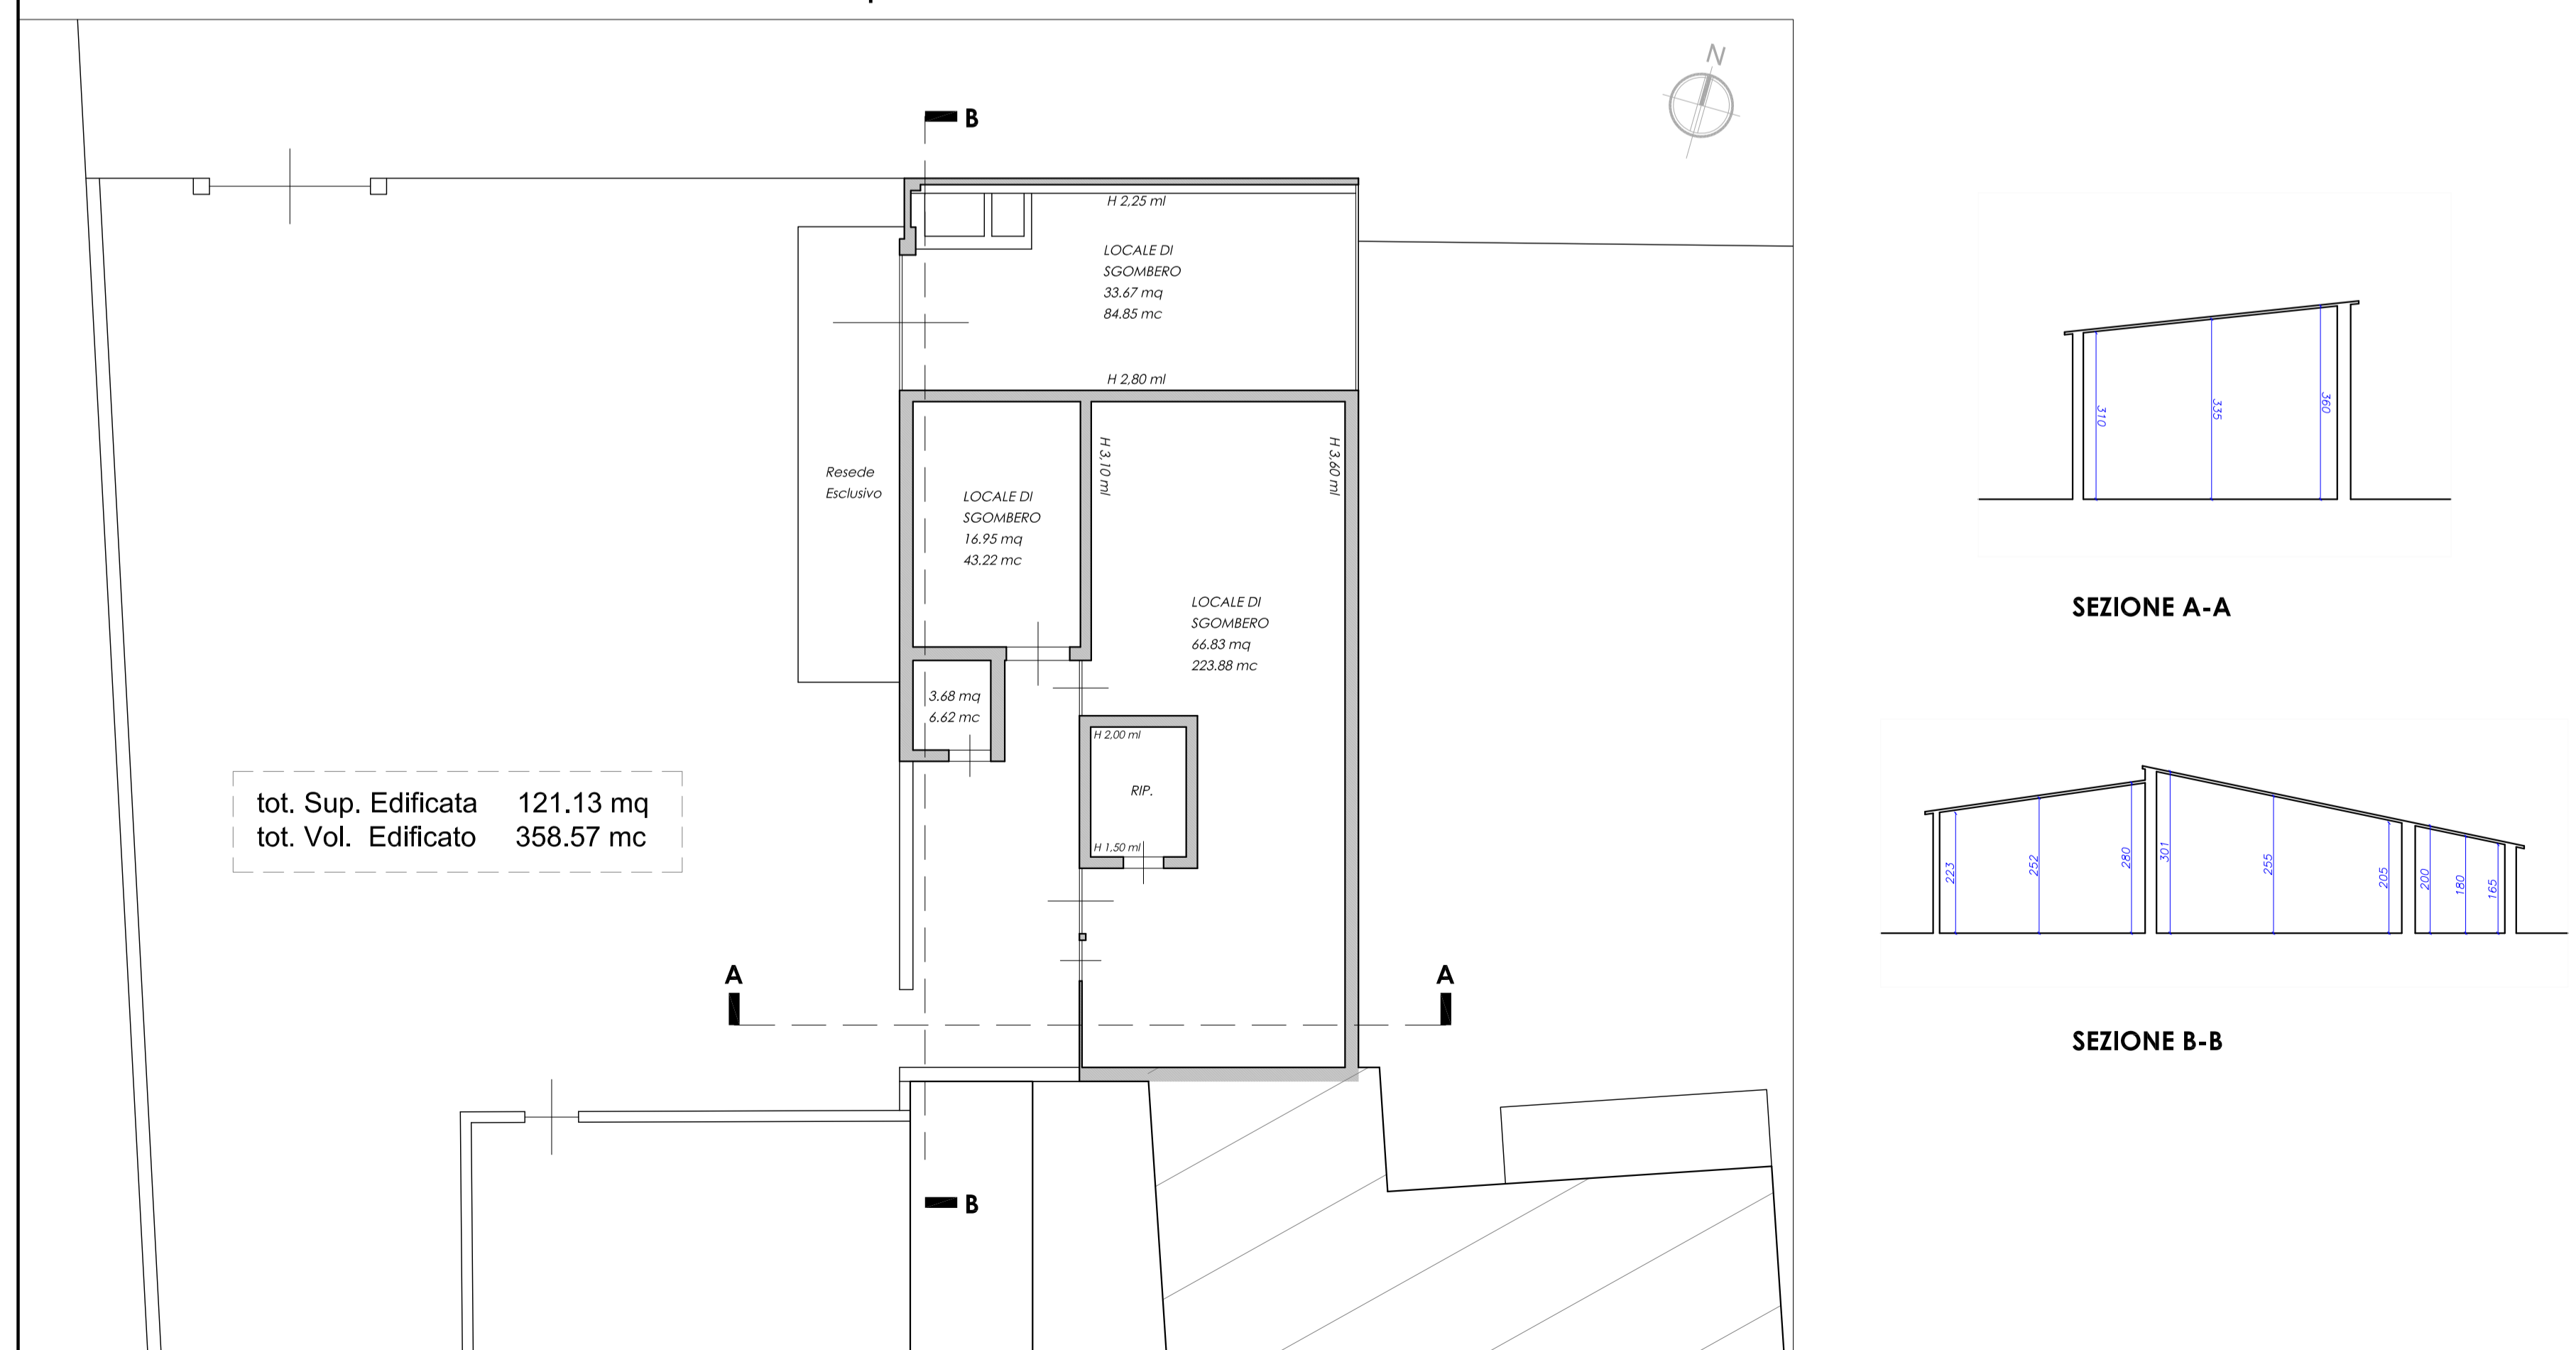 N
B
H 2,25 ml
LOCALE DI
SGOMBERO
33.67 mq
84.85 mc
H 2,80 ml
H 3,10 ml
H 3,60 ml
Resede
Esclusivo
LOCALE DI
SGOMBERO
16.95 mq
43.22 mc
LOCALE DI
SGOMBERO
66.83 mq
223.88 mc
3.68 mq
6.62 mc
H 2,00 ml
RIP.
H 1,50 ml
tot. Sup. Edificata 121.13 mq
tot. Vol. Edificato 358.57 mc
A
A
B
310
335
360
SEZIONE A-A
223
252
280
301
255
205
200
180
165
SEZIONE B-B